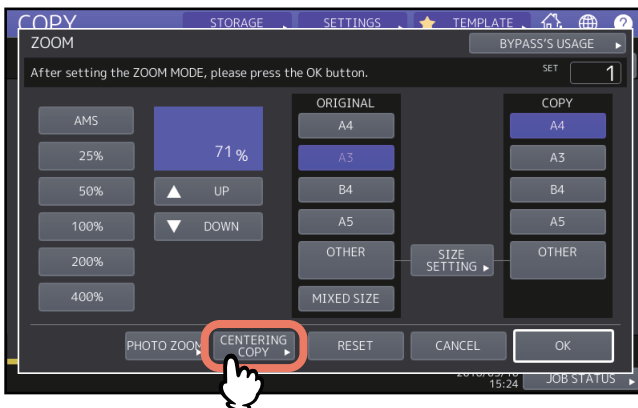 COPY STORAGE SETTINGS TEMPLATE ?
ZOOM BYPASS'S USAGE
After setting the ZOOM MODE, please press the OK button. SET 1
ORIGINAL COPY
AMS A4 A4
25% 71 % A3 A3
50% UP B4 B4
100% DOWN A5 A5
200% OTHER SIZE OTHER
SETTING
400% MIXED SIZE
PHOTO ZOOM CENTERING RESET CANCEL OK
COPY
15:24 JOB STATUS